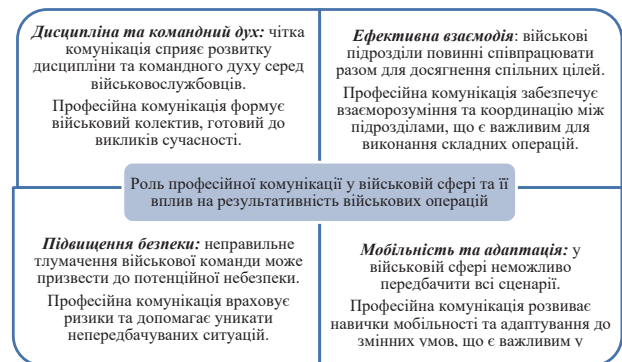 Дисципліна та командний дух: чітка
комунікація сприяє розвитку
дисципліни та командного духу серед
військовослужбовців.
Професійна комунікація формує
військовий колектив, готовий до
викликів сучасності.
Ефективна взаємодія: військові
підрозділи повинні співпрацювати
разом для досягнення спільних цілей.
Професійна комунікація забезпечує
взаєморозуміння та координацію між
підрозділами, що є важливим для
виконання складних операцій.
Роль професійної комунікації у військовій сфері та її
вплив на результативність військових операцій
Підвищення безпеки: неправильне
тлумачення військової команди може
призвести до потенційної небезпеки.
Професійна комунікація враховує
ризики та допомагає уникати
непередбачуваних ситуацій.
Мобільність та адаптація: у
військовій сфері неможливо
передбачити всі сценарії.
Професійна комунікація розвиває
навички мобільності та адаптування до
змінних умов, що є важливим у